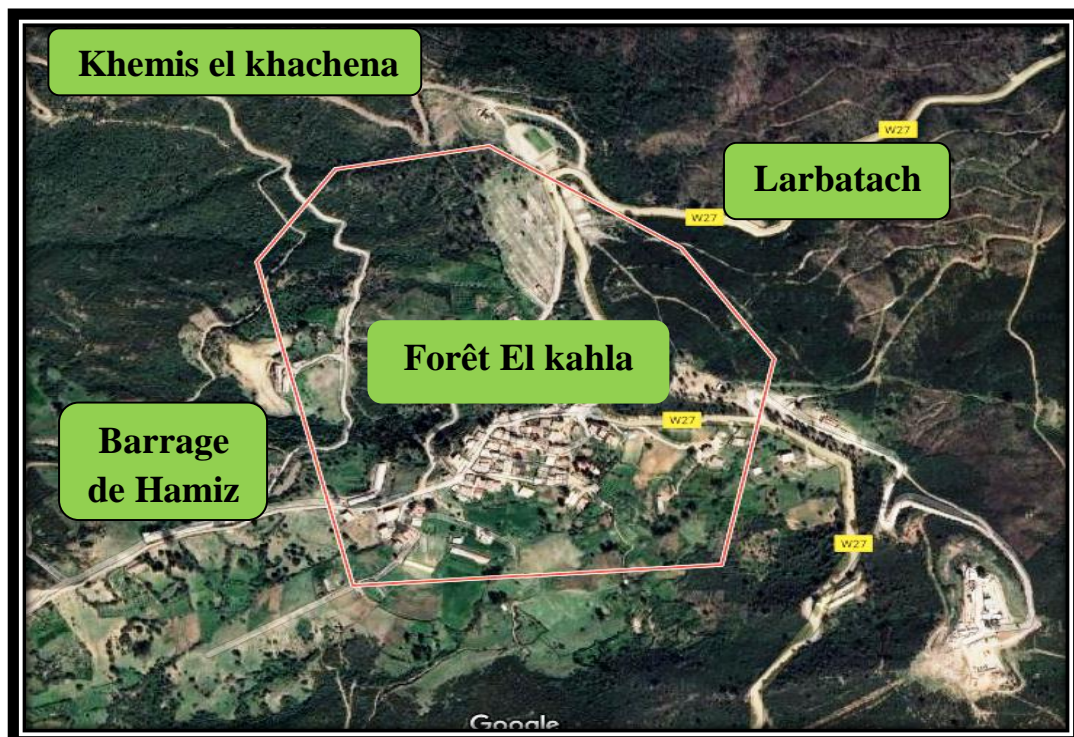 Khemis el khachena
W27
Larbatach
W27
Forêt El kahla
W27
Barrage
de Hamiz
W27
Google